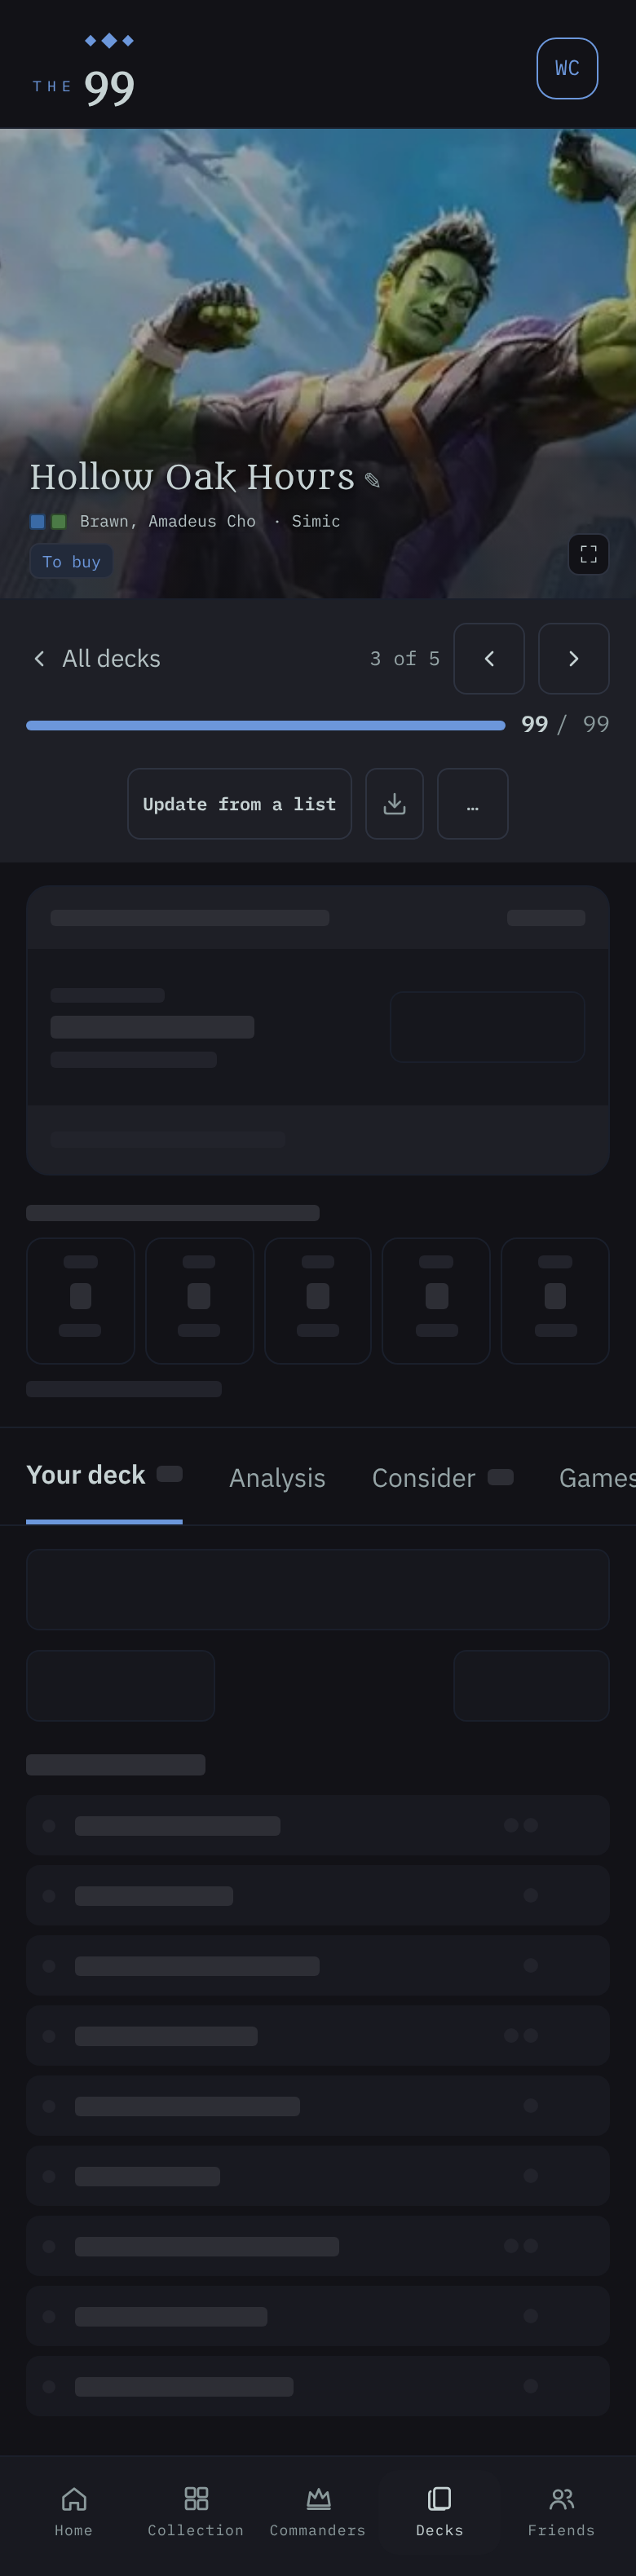 THE 99
WC
Hollow Oak Hours ✎
Brawn, Amadeus Cho · Simic
To buy
All decks
3 of 5
99 / 99
Update from a list
…
Your deck
Analysis
Consider
Games
Home
Collection
Commanders
Decks
Friends